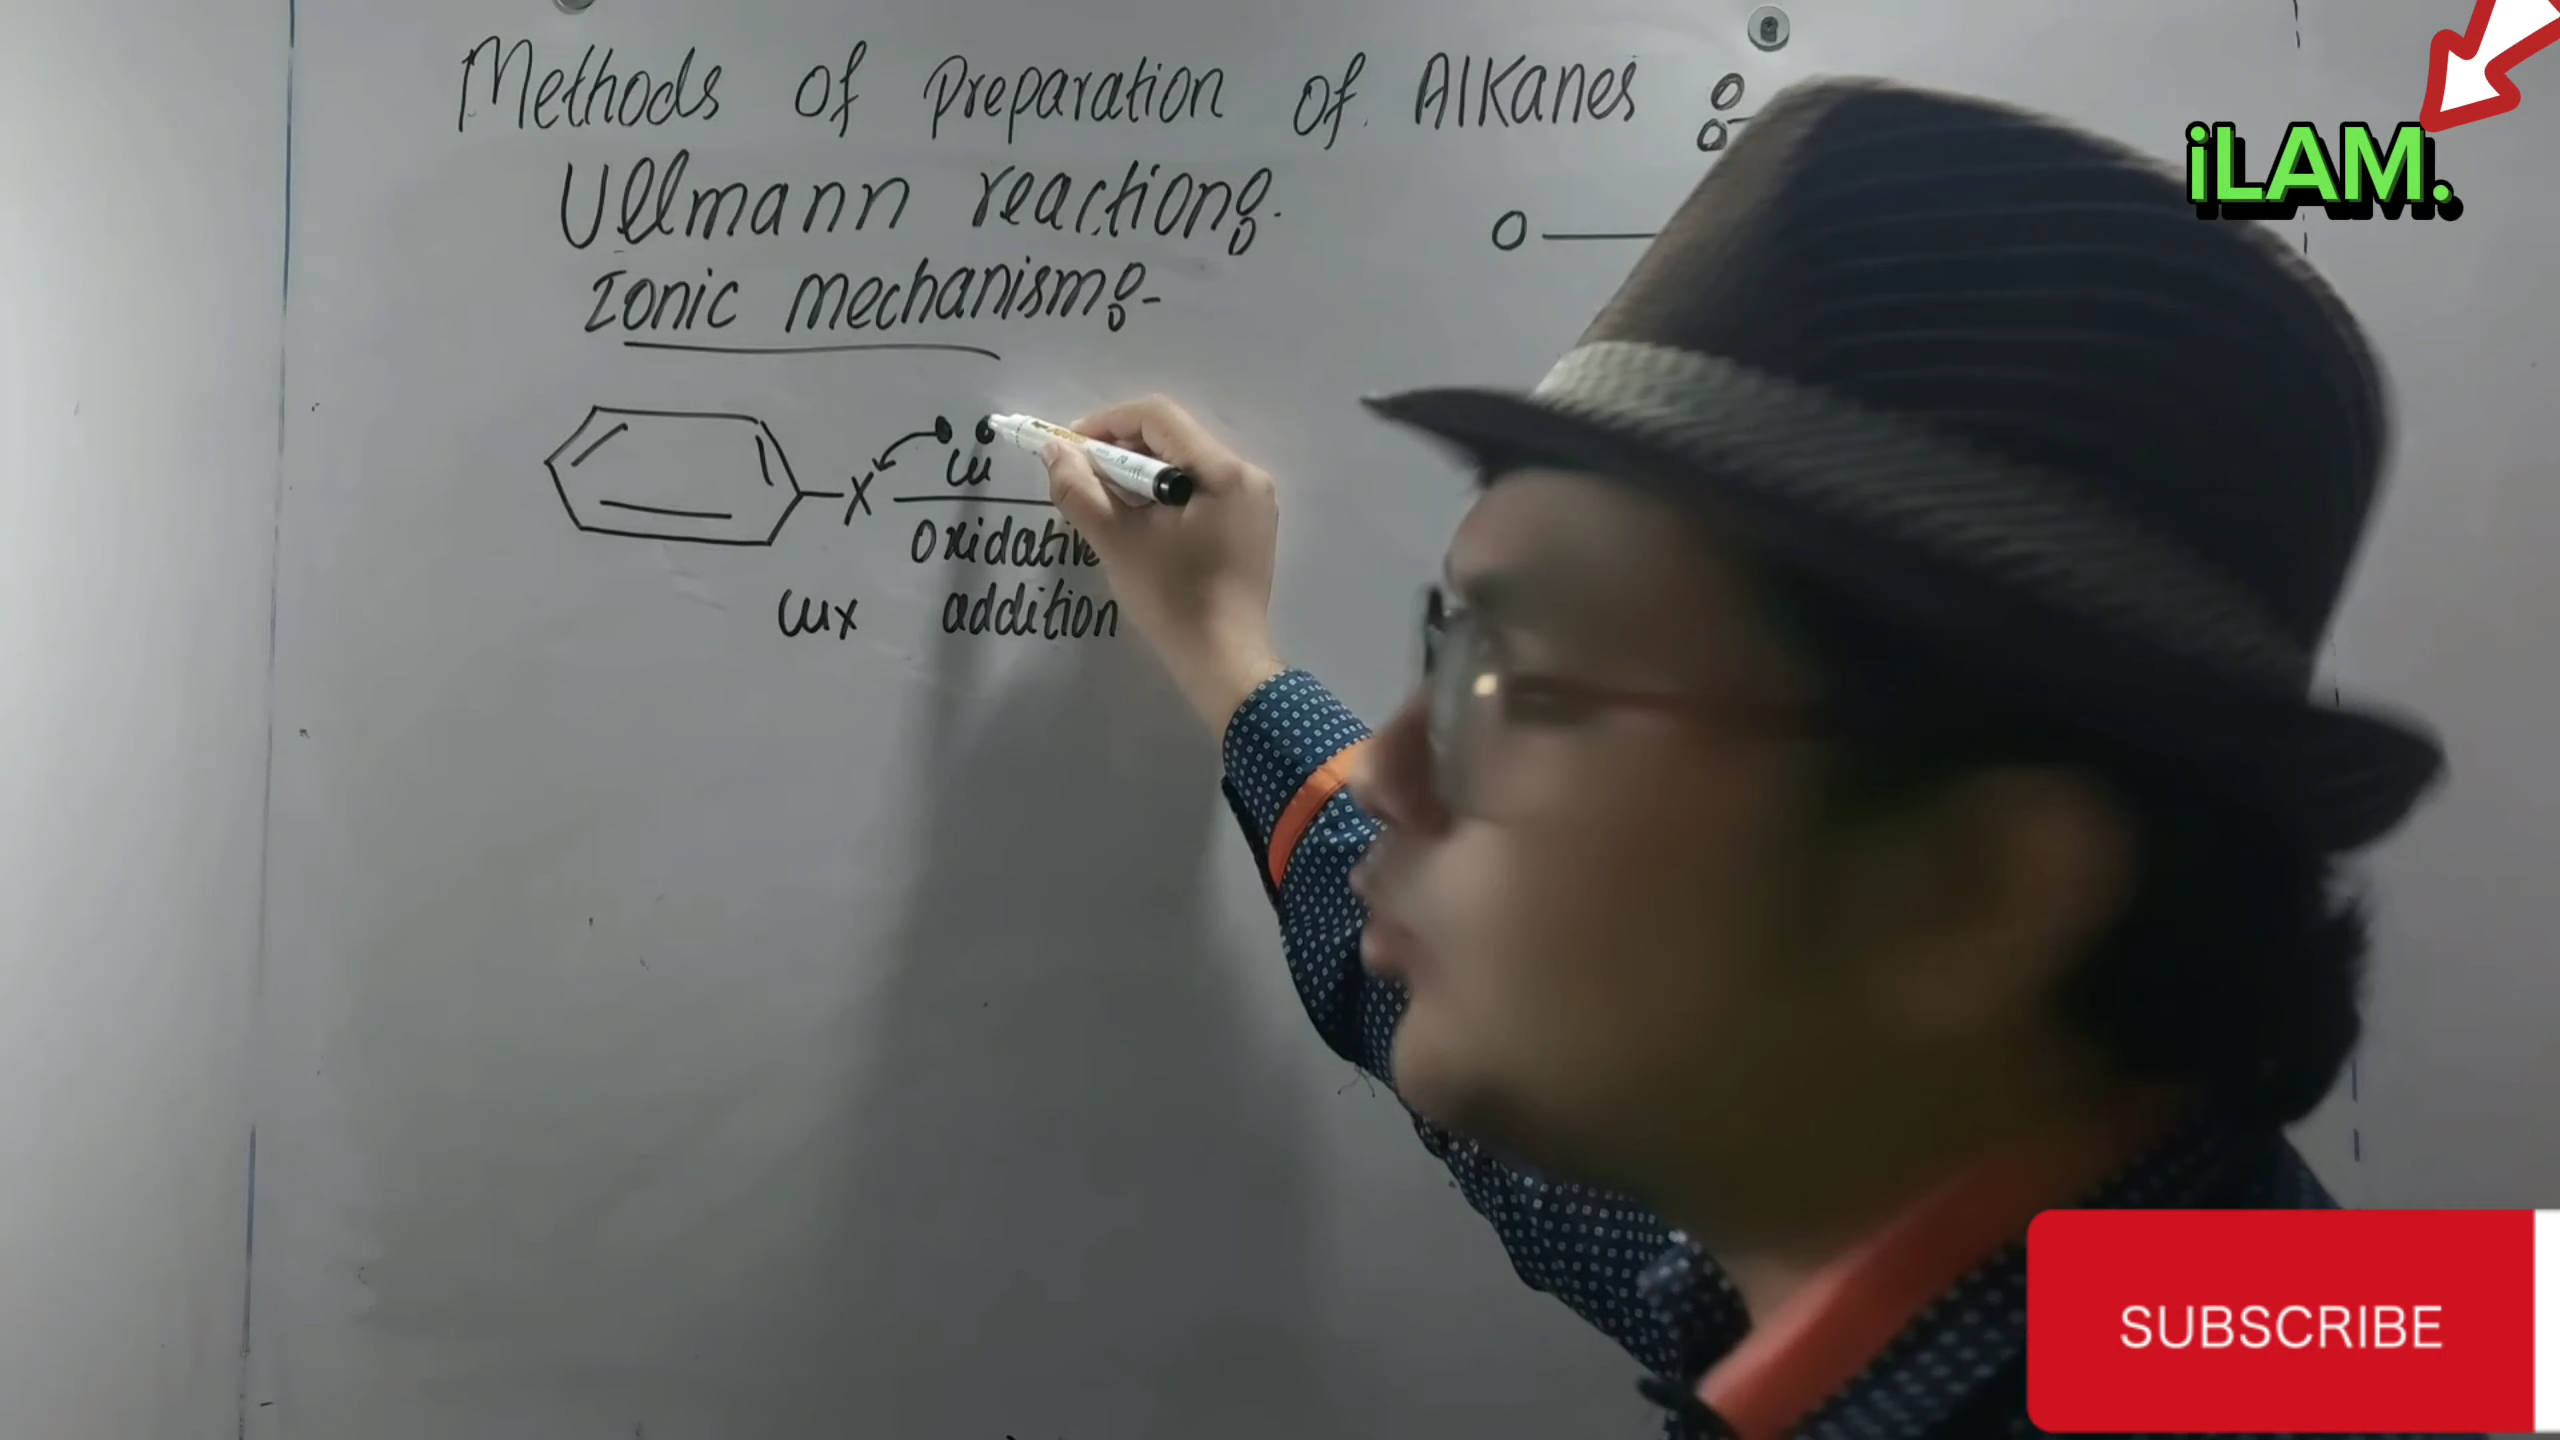 Methods of Preparation of Alkanes :-
Ullmann reaction:-
Ionic mechanism:-
X
Cu
Oxidative
addition
CuX
iLAM.
SUBSCRIBE